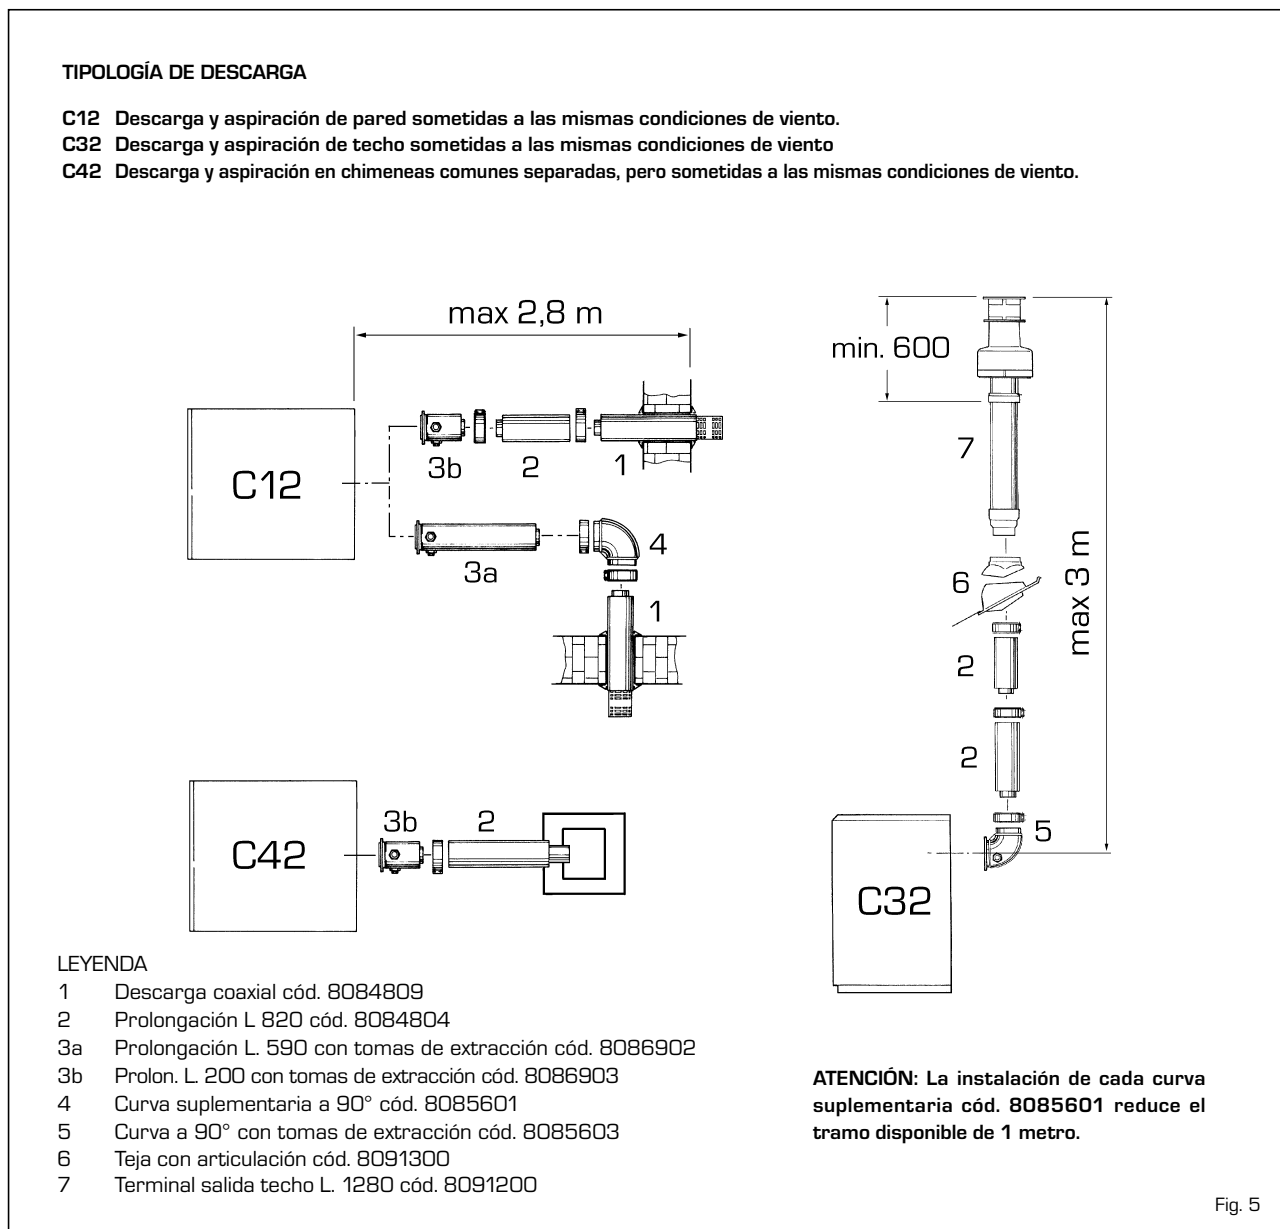 TIPOLOGÍA DE DESCARGA
C12 Descarga y aspiración de pared sometidas a las mismas condiciones de viento.
C32 Descarga y aspiración de techo sometidas a las mismas condiciones de viento
C42 Descarga y aspiración en chimeneas comunes separadas, pero sometidas a las mismas condiciones de viento.
max 2,8 m
C12
3b
2
1
3a
4
1
C42
3b
2
min. 600
7
6
max 3 m
2
2
5
C32
LEYENDA
1 Descarga coaxial cód. 8084809
2 Prolongación L 820 cód. 8084804
3a Prolongación L. 590 con tomas de extracción cód. 8086902
3b Prolon. L. 200 con tomas de extracción cód. 8086903
4 Curva suplementaria a 90° cód. 8085601
5 Curva a 90° con tomas de extracción cód. 8085603
6 Teja con articulación cód. 8091300
7 Terminal salida techo L. 1280 cód. 8091200
ATENCIÓN: La instalación de cada curva
suplementaria cód. 8085601 reduce el
tramo disponible de 1 metro.
Fig. 5